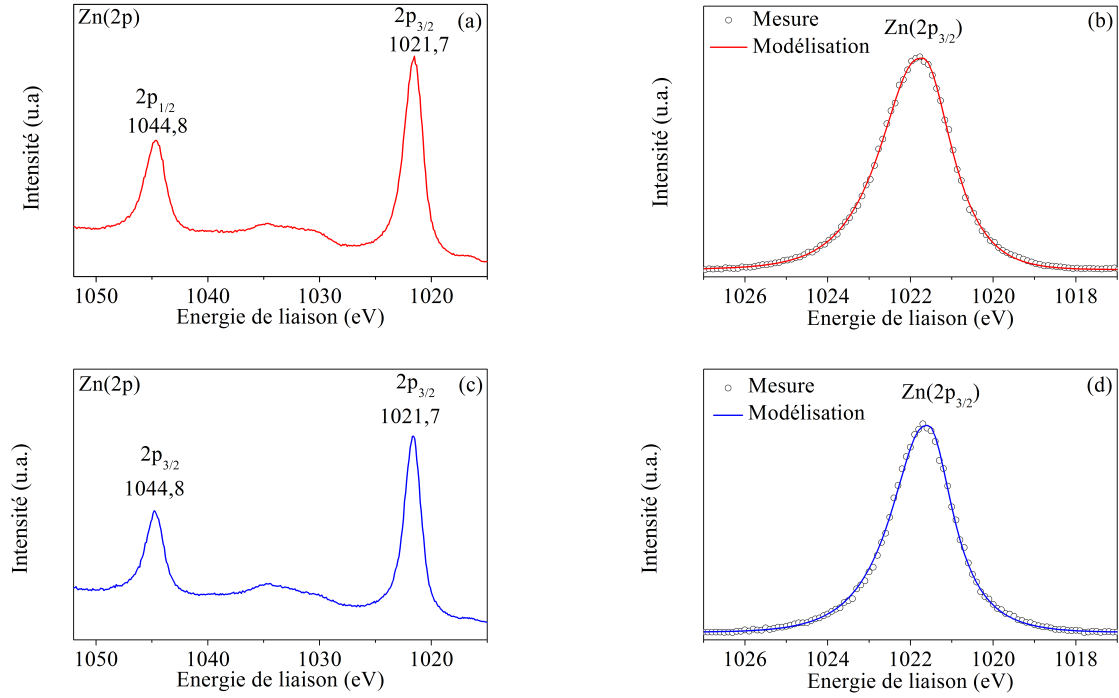 Zn(2p)
(a)
2p3/2
1021,7
2p1/2
1044,8
Intensité (u.a)
1050 1040 1030 1020
Energie de liaison (eV)
(b)
Mesure
Modélisation
Zn(2p3/2)
Intensité (u.a.)
1026 1024 1022 1020 1018
Energie de liaison (eV)
Zn(2p)
(c)
2p3/2
1021,7
2p3/2
1044,8
Intensité (u.a.)
1050 1040 1030 1020
Energie de liaison (eV)
(d)
Mesure
Modélisation
Zn(2p3/2)
Intensité (u.a.)
1026 1024 1022 1020 1018
Energie de liaison (eV)